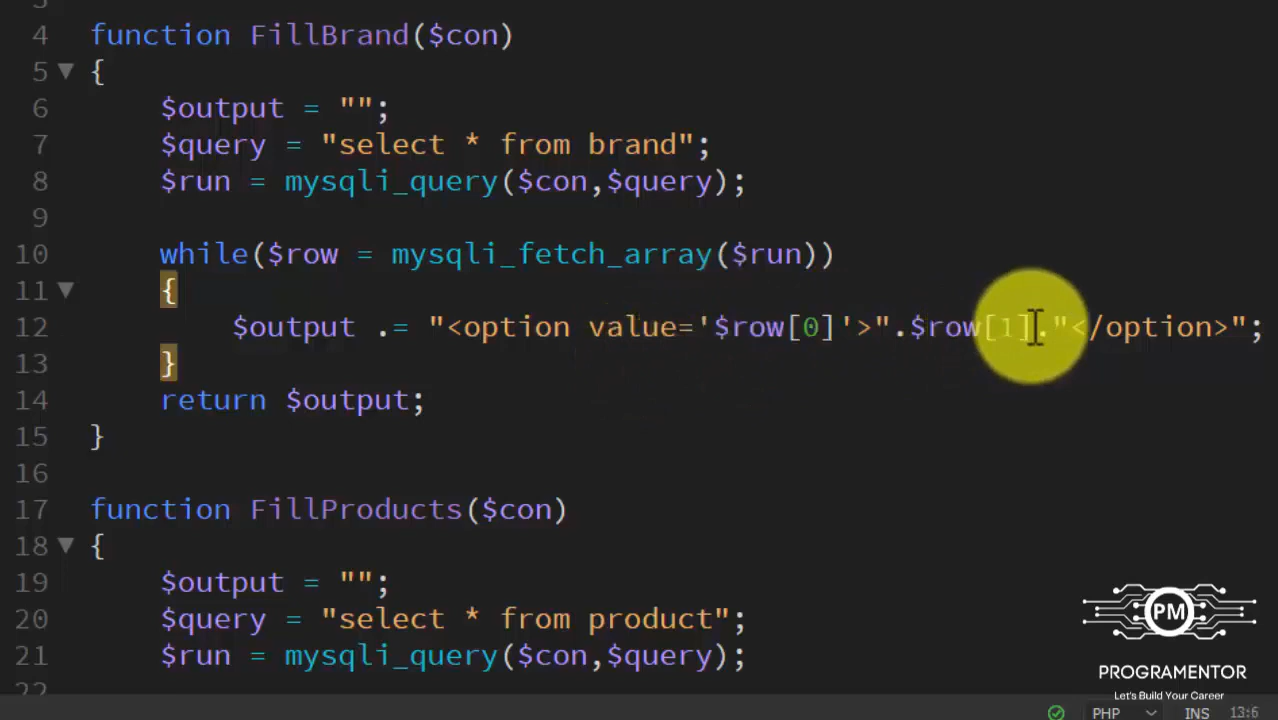 4 function FillBrand($con)
5 {
6 $output = "";
7 $query = "select * from brand";
8 $run = mysqli_query($con,$query);
9
10 while($row = mysqli_fetch_array($run))
11 {
12 $output .= "<option value='$row[0]'>".$row[1]."</option>";
13 }
14 return $output;
15 }
16
17 function FillProducts($con)
18 {
19 $output = "";
20 $query = "select * from product";
21 $run = mysqli_query($con,$query);
PM
PROGRAMENTOR
Let's Build Your Career
PHP INS 13:6